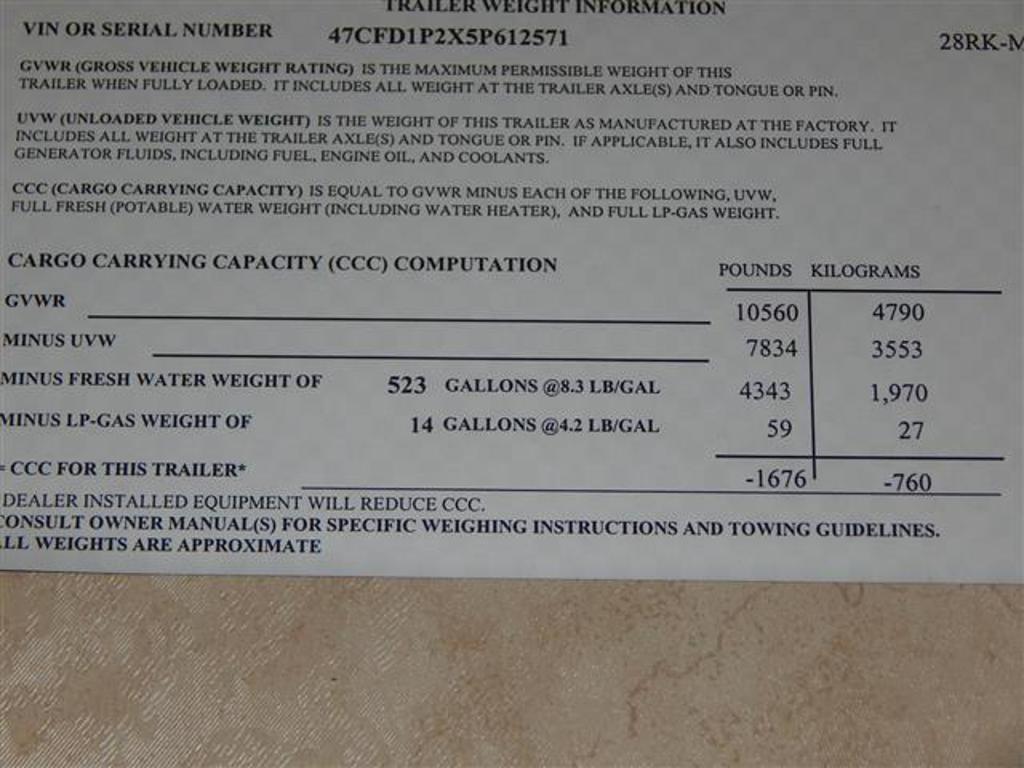 TRAILER WEIGHT INFORMATION
VIN OR SERIAL NUMBER 47CFD1P2X5P612571 28RK-M
GVWR (GROSS VEHICLE WEIGHT RATING) IS THE MAXIMUM PERMISSIBLE WEIGHT OF THIS
TRAILER WHEN FULLY LOADED. IT INCLUDES ALL WEIGHT AT THE TRAILER AXLE(S) AND TONGUE OR PIN.
UVW (UNLOADED VEHICLE WEIGHT) IS THE WEIGHT OF THIS TRAILER AS MANUFACTURED AT THE FACTORY. IT
INCLUDES ALL WEIGHT AT THE TRAILER AXLE(S) AND TONGUE OR PIN. IF APPLICABLE, IT ALSO INCLUDES FULL
GENERATOR FLUIDS, INCLUDING FUEL, ENGINE OIL, AND COOLANTS.
CCC (CARGO CARRYING CAPACITY) IS EQUAL TO GVWR MINUS EACH OF THE FOLLOWING, UVW,
FULL FRESH (POTABLE) WATER WEIGHT (INCLUDING WATER HEATER), AND FULL LP-GAS WEIGHT.
CARGO CARRYING CAPACITY (CCC) COMPUTATION POUNDS KILOGRAMS
GVWR 10560 4790
MINUS UVW 7834 3553
MINUS FRESH WATER WEIGHT OF 523 GALLONS @8.3 LB/GAL 4343 1,970
MINUS LP-GAS WEIGHT OF 14 GALLONS @4.2 LB/GAL 59 27
= CCC FOR THIS TRAILER* -1676 -760
DEALER INSTALLED EQUIPMENT WILL REDUCE CCC.
CONSULT OWNER MANUAL(S) FOR SPECIFIC WEIGHING INSTRUCTIONS AND TOWING GUIDELINES.
ALL WEIGHTS ARE APPROXIMATE